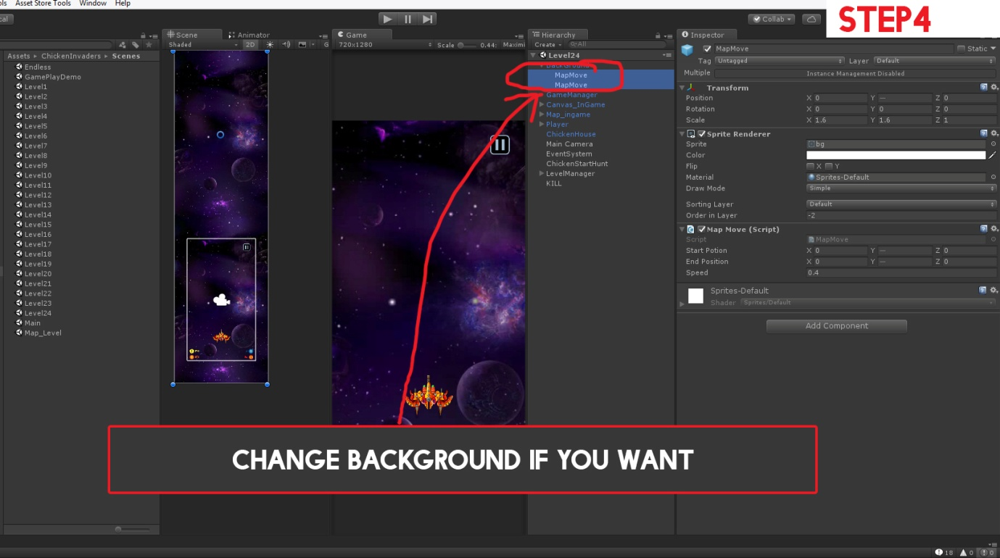 ols Asset Store Tools Window Help
STEP4
cal
Collab
Scene
Animator
Game
Hierarchy
Inspector
Shaded
2D
G
720x1280
Scale
0.44:
Maximi
Create
All
MapMove
Static
Assets ▸ ChickenInvaders ▸ Scenes
Level24
Tag Untagged Layer Default
Multiple Instance Management Disabled
Endless
GamePlayDemo
Level1
Level2
Level3
Level4
Level5
Level6
Level7
Level8
Level9
Level10
Level11
Level12
Level13
Level14
Level15
Level16
Level17
Level18
Level19
Level20
Level21
Level22
Level23
Level24
Main
Map_Level
BackGround
MapMove
MapMove
GameManager
Canvas_InGame
Map_ingame
Player
ChickenHouse
Main Camera
EventSystem
ChickenStartHunt
LevelManager
KILL
Transform
Position X 0 Y — Z 0
Rotation X 0 Y 0 Z 0
Scale X 1.6 Y 1.6 Z 1
Sprite Renderer
Sprite bg
Color
Flip X Y
Material Sprites-Default
Draw Mode Simple
Sorting Layer Default
Order in Layer -2
Map Move (Script)
Script MapMove
Start Potion X 0 Y — Z 0
End Position X 0 Y — Z 0
Speed 0.4
Sprites-Default
Shader Sprites/Default
Add Component
CHANGE BACKGROUND IF YOU WANT
18 0 0